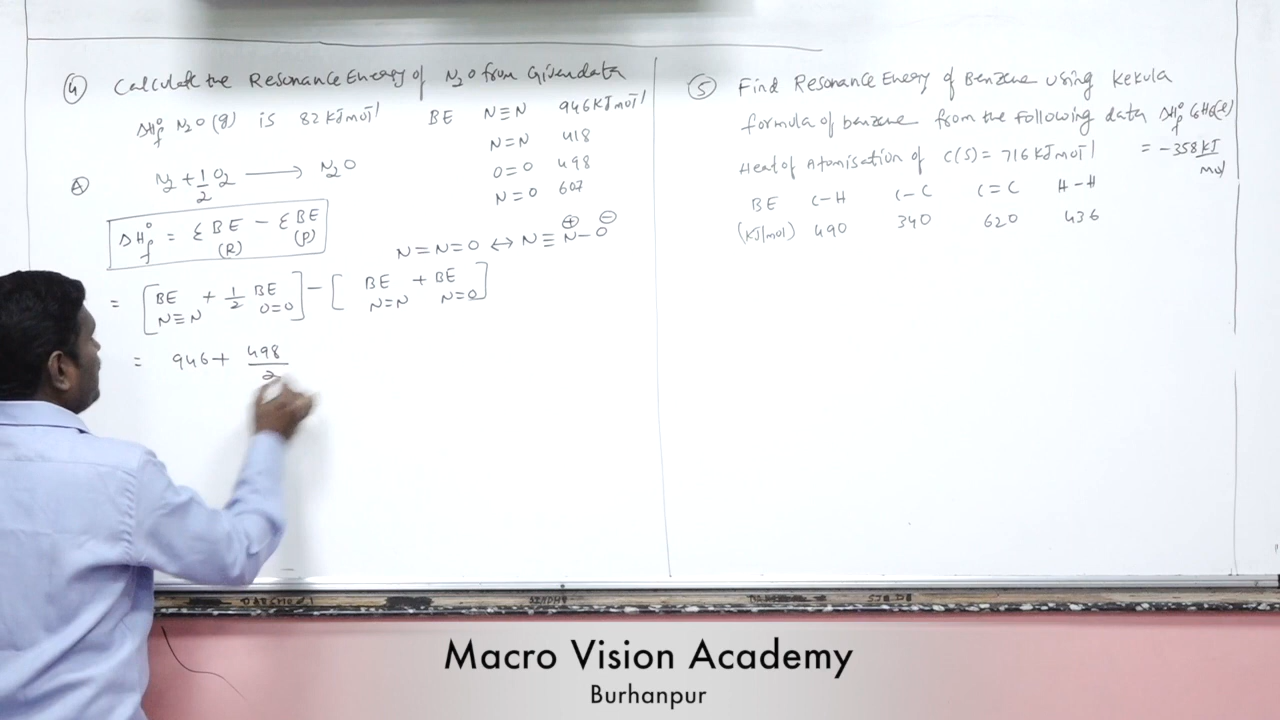 ④ Calculate the Resonance Energy of N₂O from Given data
ΔH°f N₂O(g) is 82 KJ mol⁻¹
BE N≡N 946 KJ mol⁻¹
N=N 418
O=O 498
N=O 607
Ⓐ N₂ + 1/2 O₂ ⟶ N₂O
ΔH°f = Σ BE (R) − Σ BE (P)
N=N=O ↔ N≡N⊕−O⊖
= [BE N≡N + 1/2 BE O=O] − [BE N=N + BE N=O]
= 946 + 498/2
⑤ Find Resonance Energy of Benzene using Kekula
formula of benzene from the following data ΔH°f C6H6(l)
= −358 KJ/mol
Heat of Atomisation of C(S) = 716 KJ mol⁻¹
BE C−H C−C C=C H−H
(KJ/mol) 490 340 620 436
Macro Vision Academy
Burhanpur